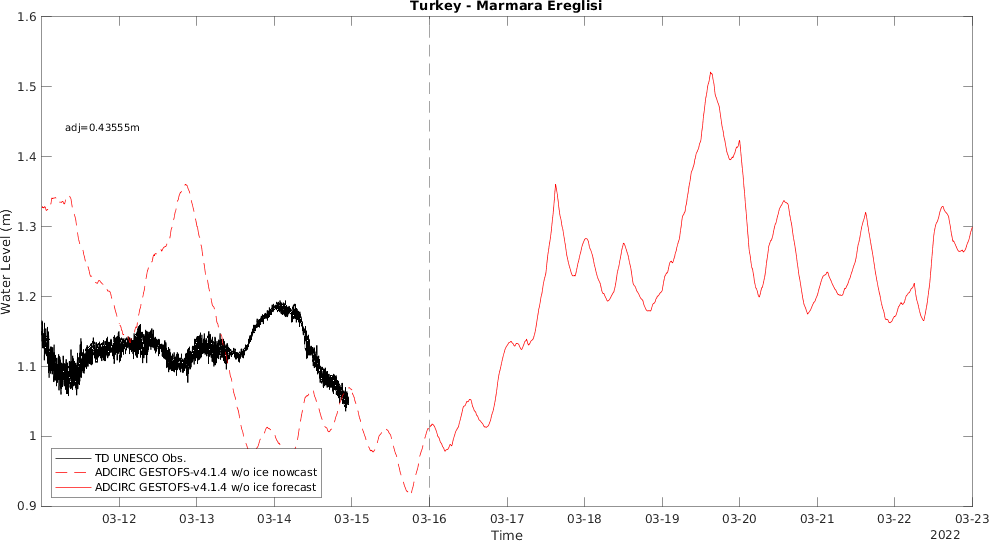 Turkey - Marmara Ereglisi
1.6
1.5
1.4
1.3
1.2
1.1
1
0.9
Water Level (m)
adj=0.43555m
TD UNESCO Obs.
ADCIRC GESTOFS-v4.1.4 w/o ice nowcast
ADCIRC GESTOFS-v4.1.4 w/o ice forecast
03-12 03-13 03-14 03-15 03-16 03-17 03-18 03-19 03-20 03-21 03-22 03-23
Time
2022